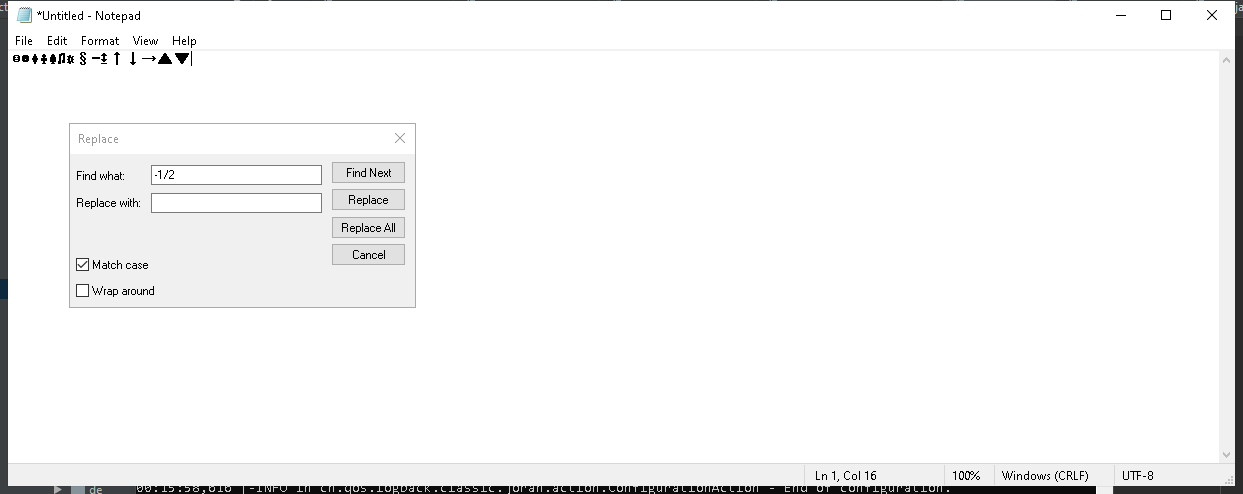 *Untitled - Notepad
File Edit Format View Help
§ ↑ ↓ →▲▼
Replace
Find what: -1/2 Find Next
Replace with: Replace
Replace All
Cancel
Match case
Wrap around
Ln 1, Col 16 100% Windows (CRLF) UTF-8
de 00:15:58,616 |-INFO in ch.qos.logback.classic.joran.action.ConfigurationAction - End of configuration.